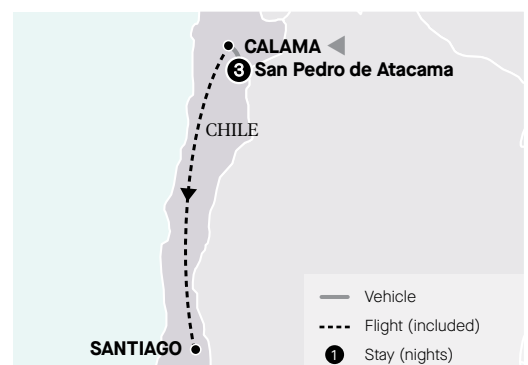 CALAMA
3 San Pedro de Atacama
CHILE
SANTIAGO
Vehicle
Flight (included)
1 Stay (nights)